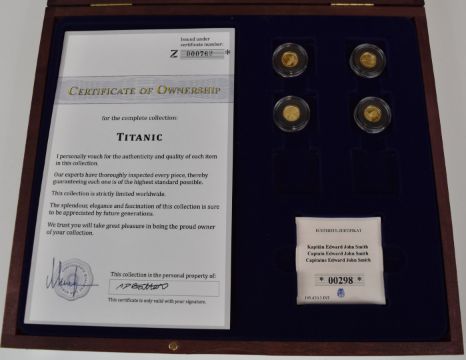 Issued under
certificate number:
Z 000762 *
CERTIFICATE OF OWNERSHIP
for the complete collection:
TITANIC
I personally vouch for the authenticity and quality of each item
in this collection.
Our experts have thoroughly inspected every piece, thereby
guaranteeing each one is of the highest standard possible.
This collection is strictly limited worldwide.
The splendour, elegance and fascination of this collection is sure
to be appreciated by future generations.
We trust you will take great pleasure in being the proud owner
of your collection.
This collection is the personal property of:
This certificate is only valid with your signature.
Kapitän Edward John Smith
Captain Edward John Smith
Capitaine Edward John Smith
* 00298 *